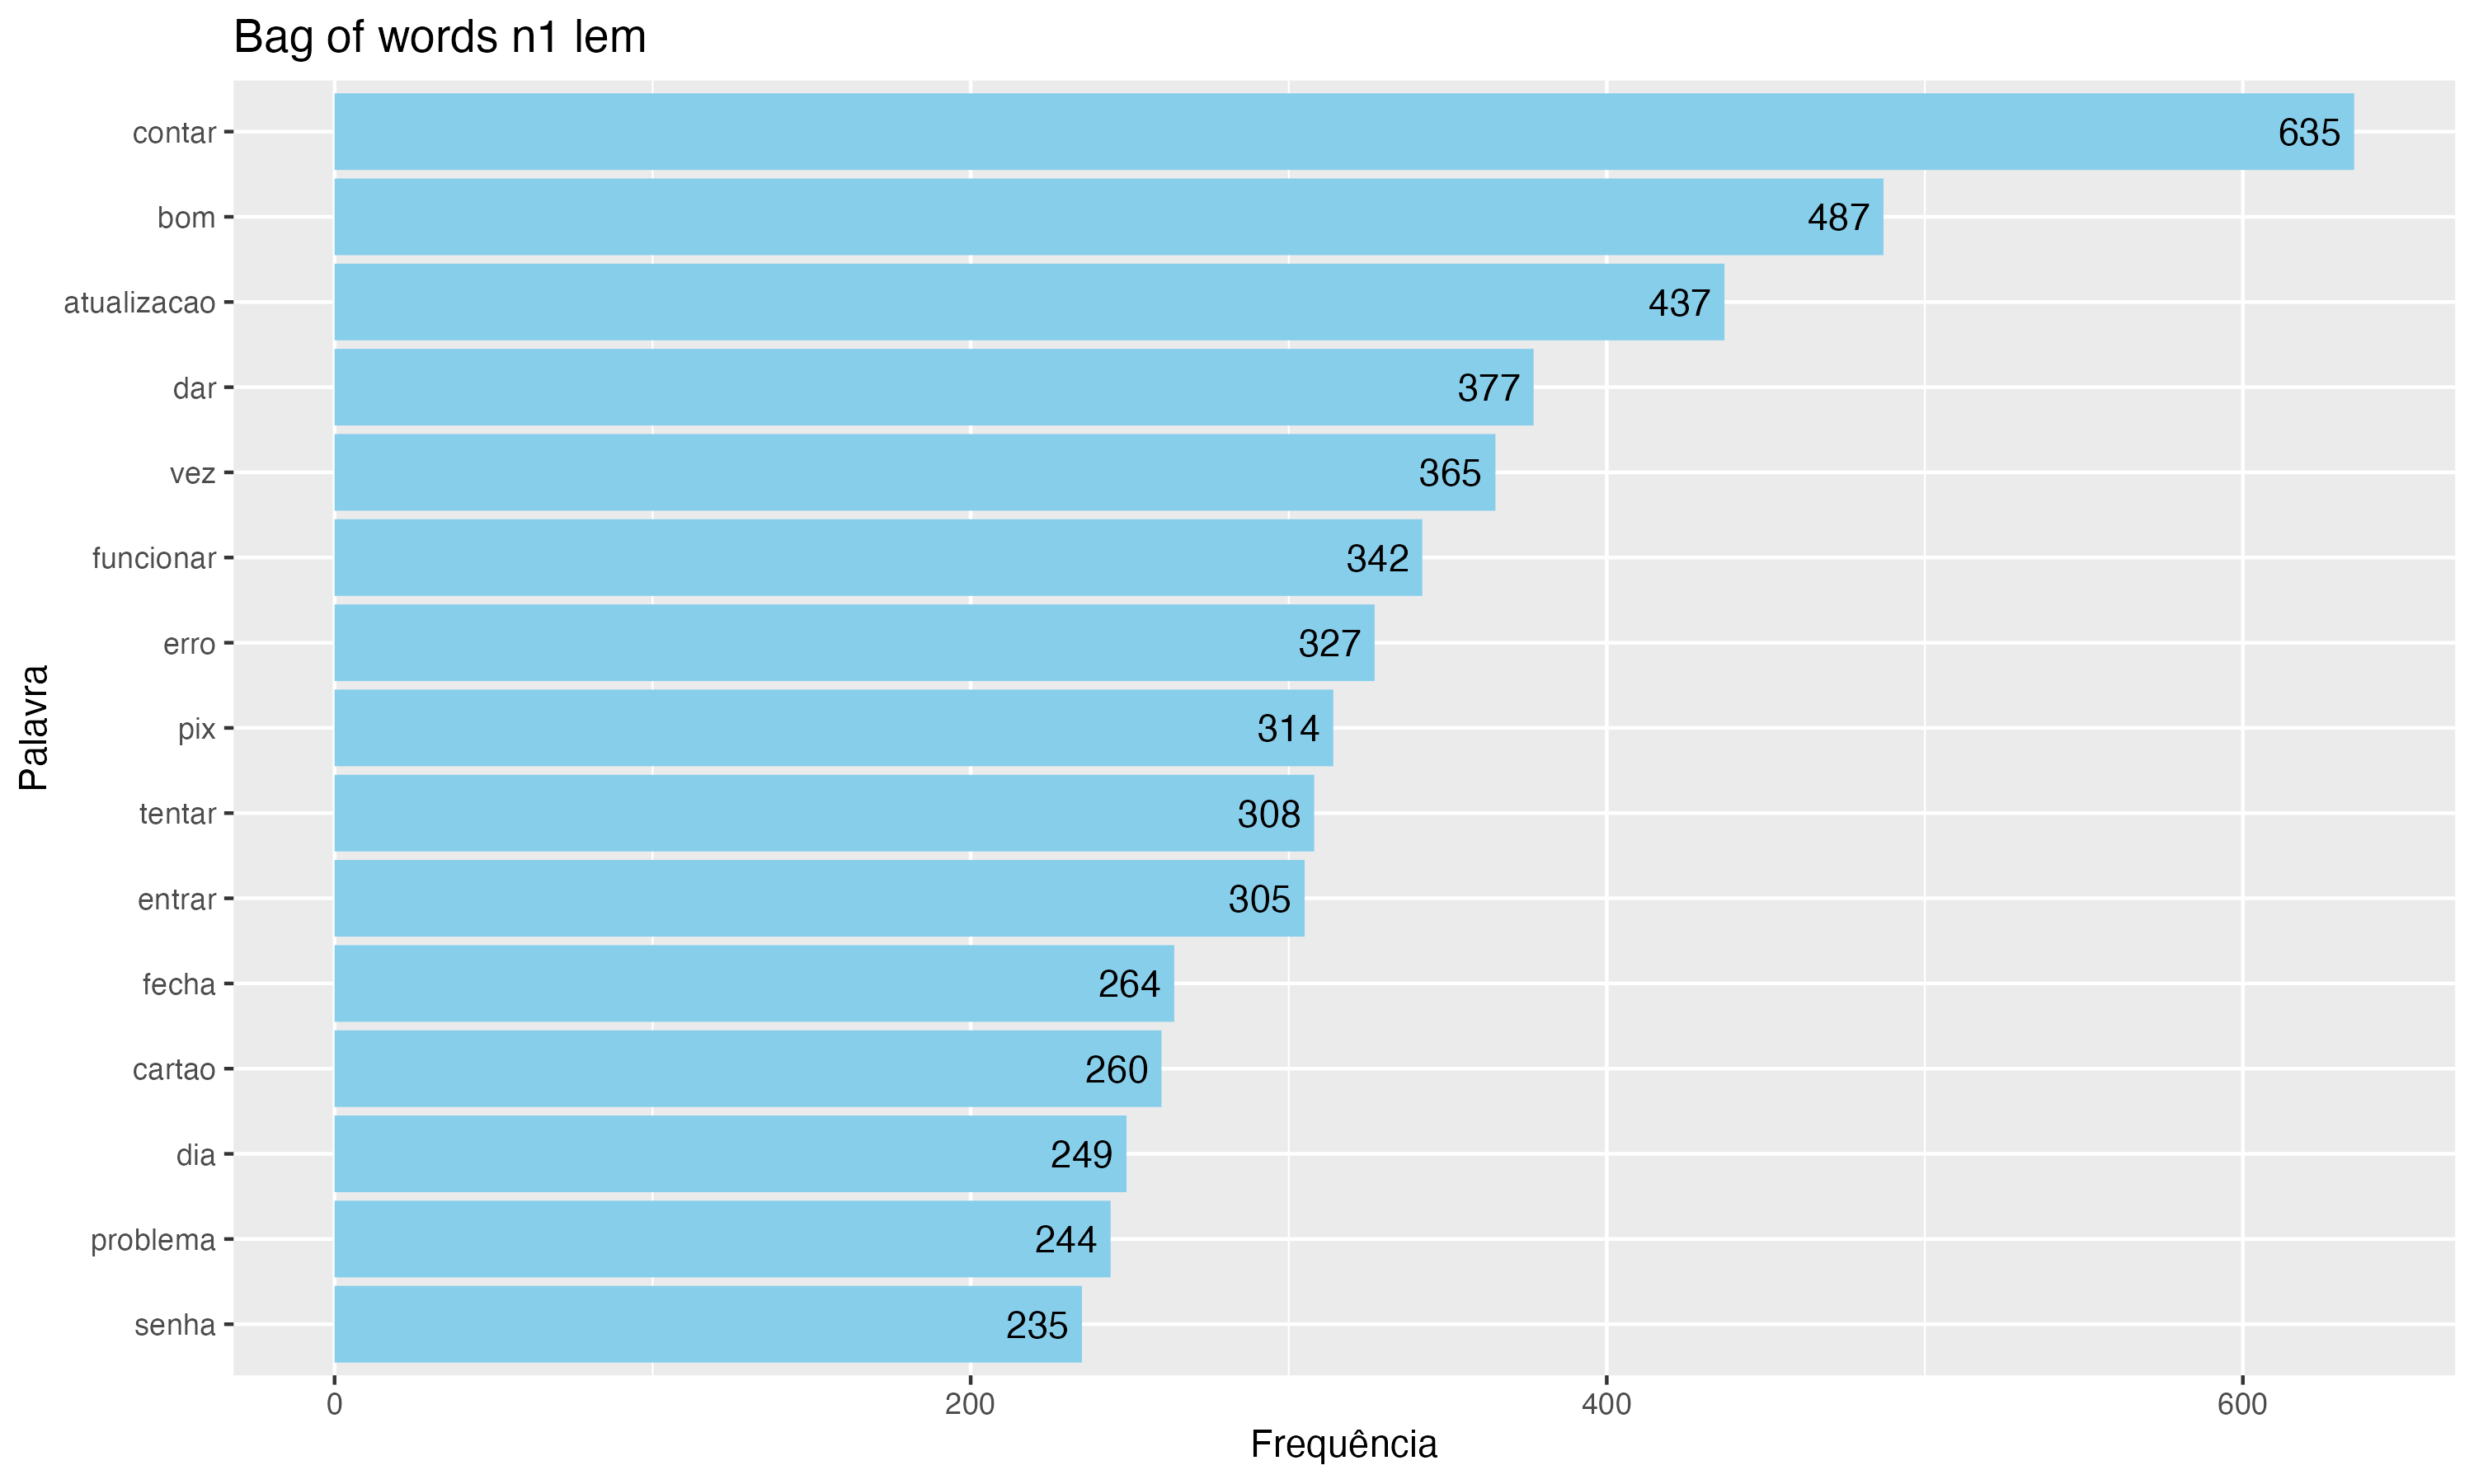 Bag of words n1 lem
contar 635
bom 487
atualizacao 437
dar 377
vez 365
funcionar 342
erro 327
pix 314
tentar 308
entrar 305
fecha 264
cartao 260
dia 249
problema 244
senha 235
Palavra
0 200 400 600
Frequência